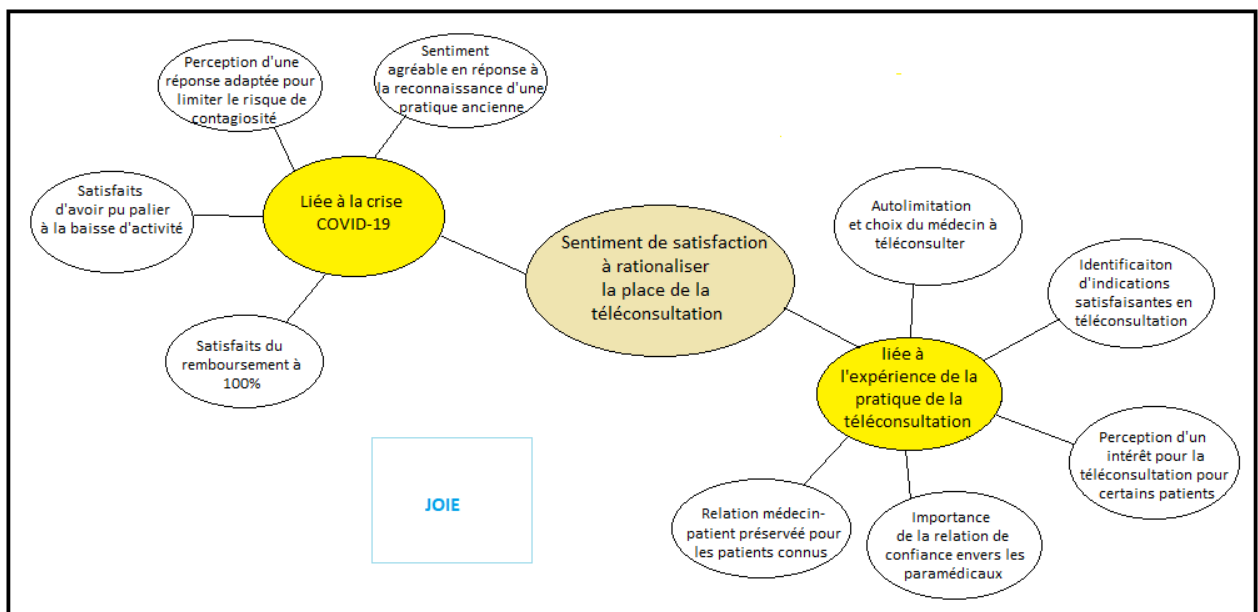 Perception d'une
réponse adaptée pour
limiter le risque de
contagiosité
Sentiment
agréable en réponse à
la reconnaissance d'une
pratique ancienne
Satisfaits
d'avoir pu palier
à la baisse d'activité
Liée à la crise
COVID-19
Satisfaits du
remboursement à
100%
Sentiment de satisfaction
à rationaliser
la place de la
téléconsultation
Autolimitation
et choix du médecin à
téléconsulter
Identificaiton
d'indications
satisfaisantes en
téléconsultation
liée à
l'expérience de la
pratique de la
téléconsultation
Perception d'un
intérêt pour la
téléconsultation pour
certains patients
Relation médecin-
patient préservéé pour
les patients connus
Importance
de la relation de
confiance envers les
paramédicaux
JOIE